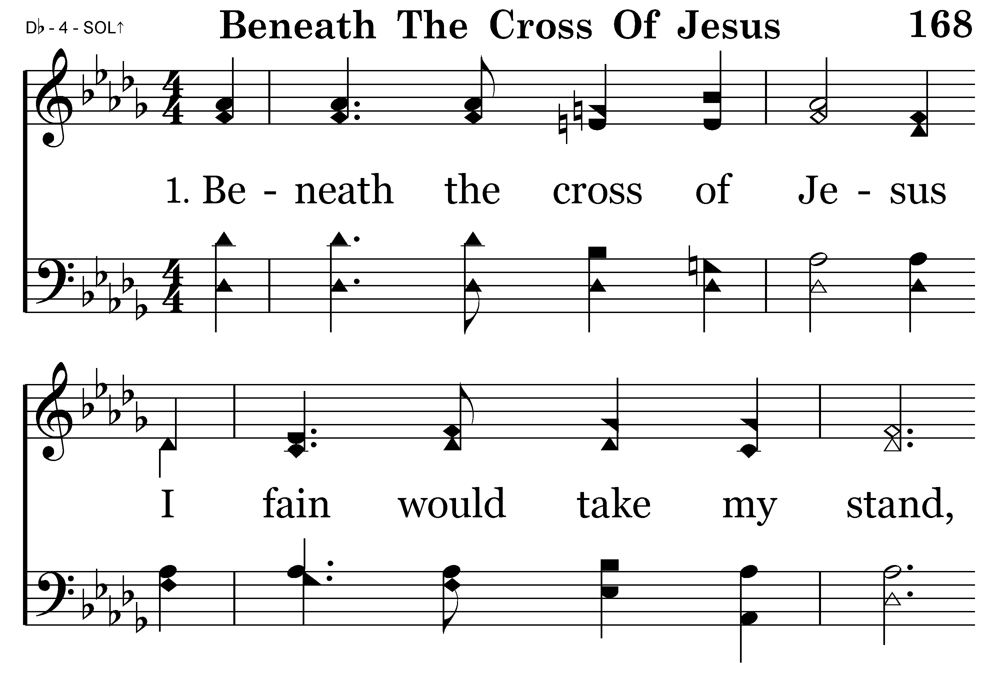 D♭ - 4 - SOL↑ Beneath The Cross Of Jesus 168
1. Be - neath the cross of Je - sus
I fain would take my stand,